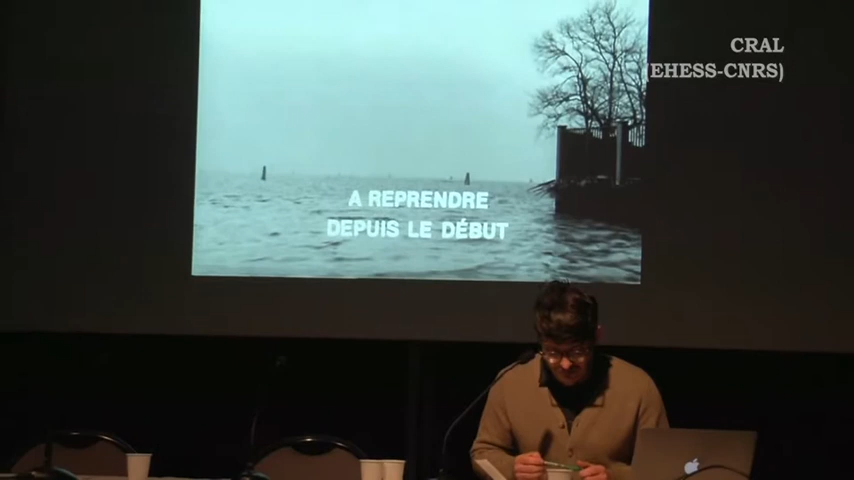 CRAL
(EHESS-CNRS)
A REPRENDRE
DEPUIS LE DÉBUT